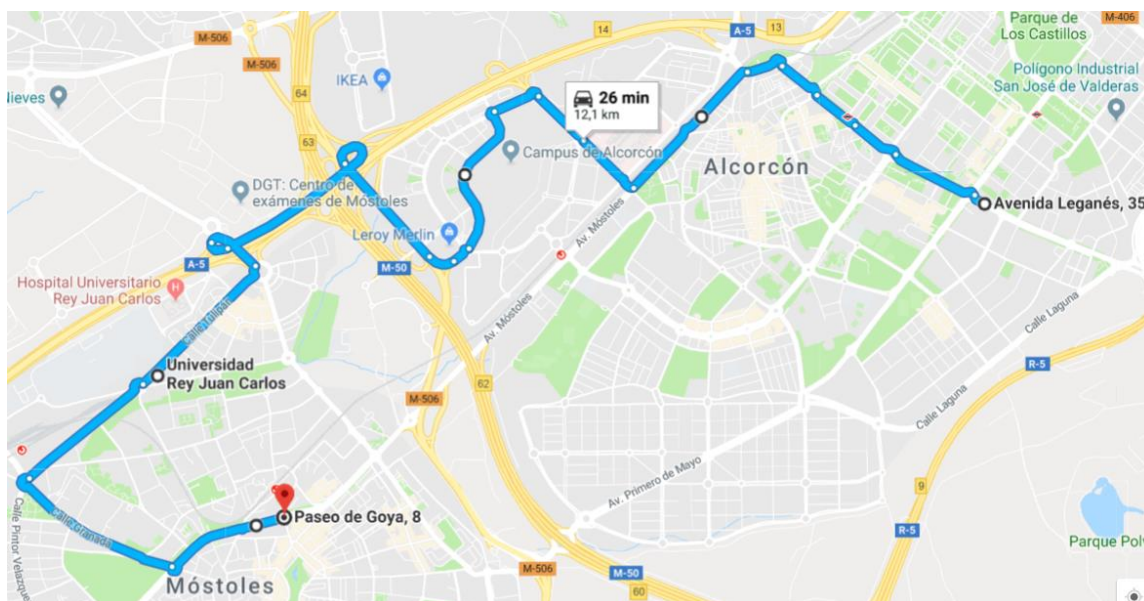 M-506
14
A-5
13
Parque de
Los Castillos
M-406
M-506
Nieves
IKEA
64
26 min
12,1 km
Polígono Industrial
San José de Valderas
63
Campus de Alcorcón
Alcorcón
DGT: Centro de
exámenes de Móstoles
Avenida Leganés, 35
Leroy Merlin
Av. Móstoles
A-5
M-50
Hospital Universitario
Rey Juan Carlos
Calle Tulipán
Av. Móstoles
Calle Laguna
Universidad
Rey Juan Carlos
62
R-5
M-506
Calle Laguna
Av. Primero de Mayo
9
Paseo de Goya, 8
Calle Granada
Calle Pintor Velázque
R-5
Parque Polv
Móstoles
M-506
M-50
60